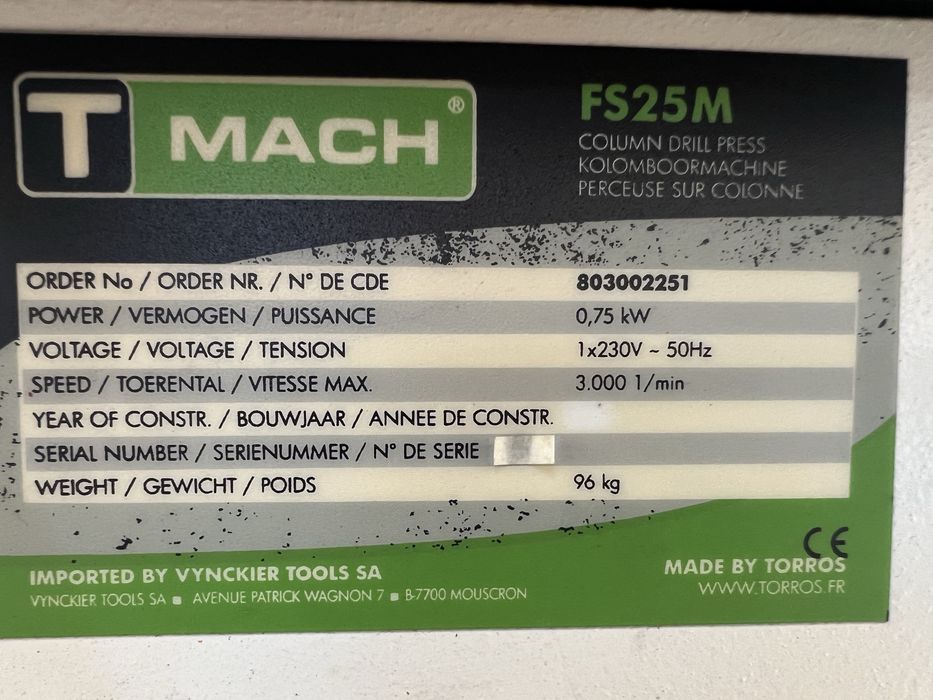 T MACH®
FS25M
COLUMN DRILL PRESS
KOLOMBOORMACHINE
PERCEUSE SUR COLONNE
ORDER No / ORDER NR. / N° DE CDE 803002251
POWER / VERMOGEN / PUISSANCE 0,75 kW
VOLTAGE / VOLTAGE / TENSION 1x230V ~ 50Hz
SPEED / TOERENTAL / VITESSE MAX. 3.000 1/min
YEAR OF CONSTR. / BOUWJAAR / ANNEE DE CONSTR.
SERIAL NUMBER / SERIENUMMER / N° DE SERIE
WEIGHT / GEWICHT / POIDS 96 kg
CE
IMPORTED BY VYNCKIER TOOLS SA
VYNCKIER TOOLS SA ■ AVENUE PATRICK WAGNON 7 ■ B-7700 MOUSCRON
MADE BY TORROS
WWW.TORROS.FR